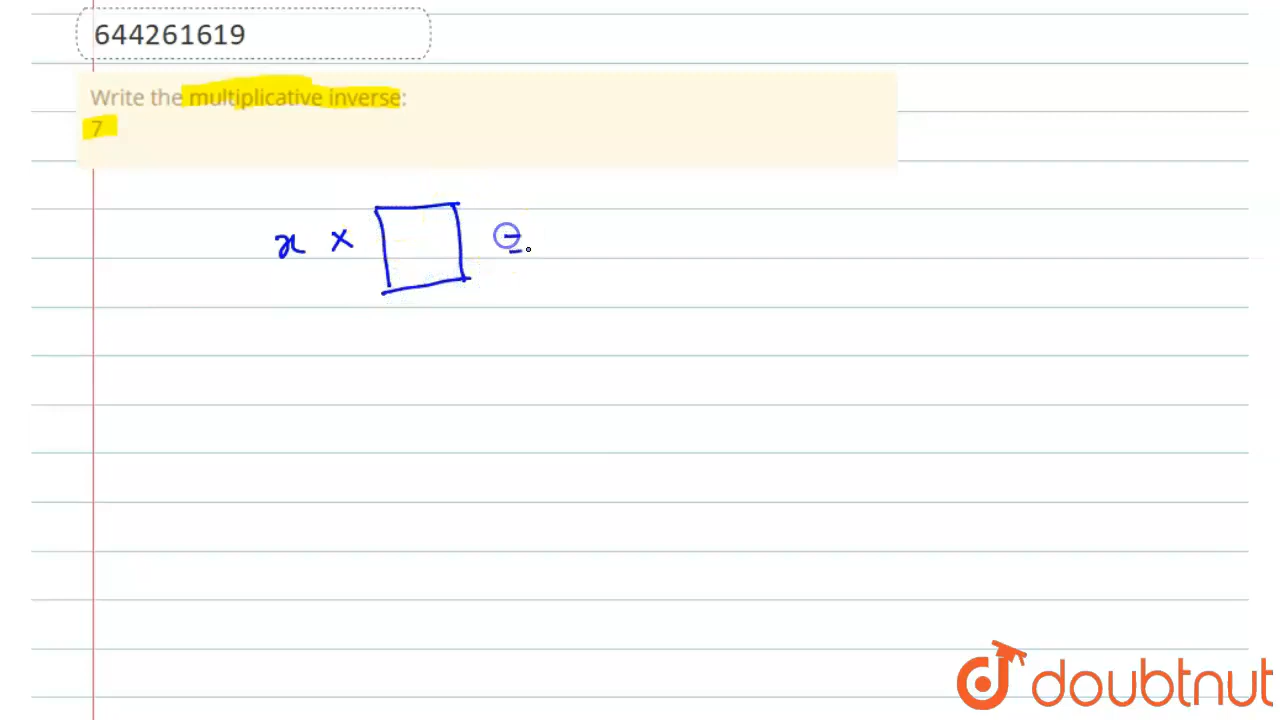 644261619
Write the multiplicative inverse:
7
x × =
doubtnut